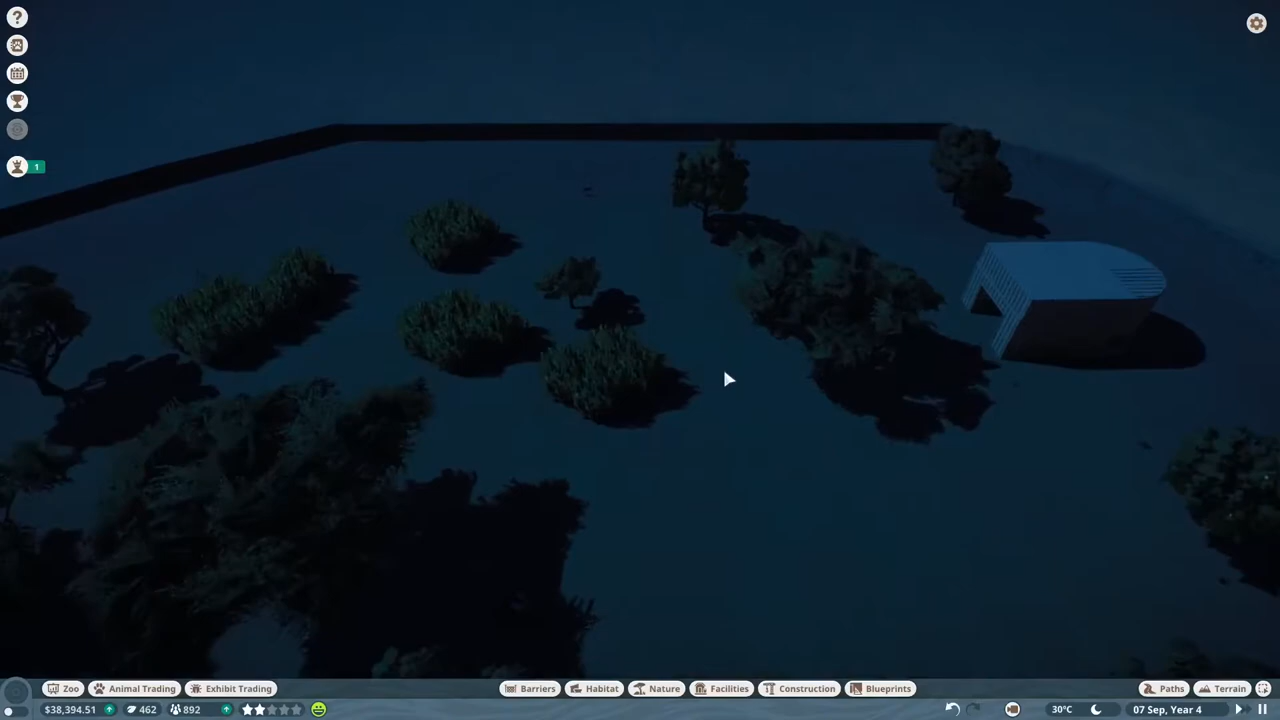 ?
1
Zoo
Animal Trading
Exhibit Trading
Barriers
Habitat
Nature
Facilities
Construction
Blueprints
Paths
Terrain
$38,394.51
462
892
30°C
07 Sep, Year 4